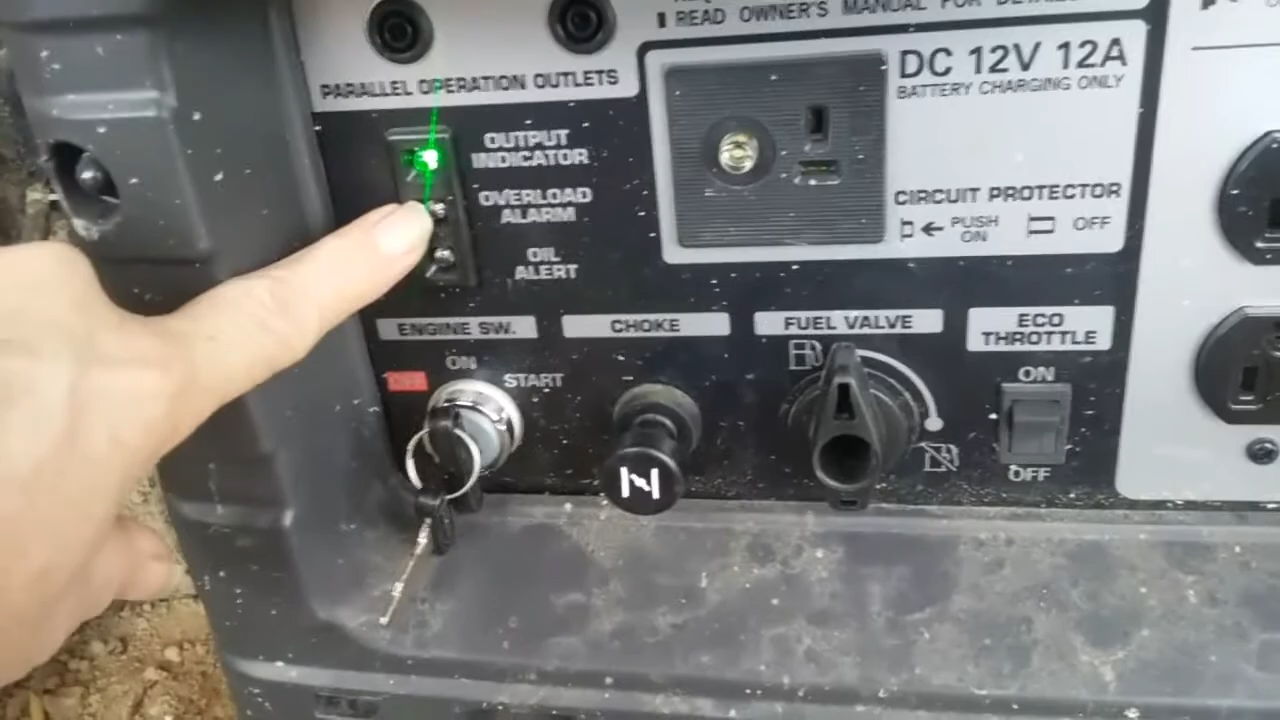 READ OWNER'S MANUAL FOR
PARALLEL OPERATION OUTLETS
DC 12V 12A
BATTERY CHARGING ONLY
OUTPUT
INDICATOR
OVERLOAD
ALARM
OIL
ALERT
CIRCUIT PROTECTOR
PUSH
ON
OFF
ENGINE SW.
CHOKE
FUEL VALVE
ECO
THROTTLE
OFF
ON
START
ON
OFF